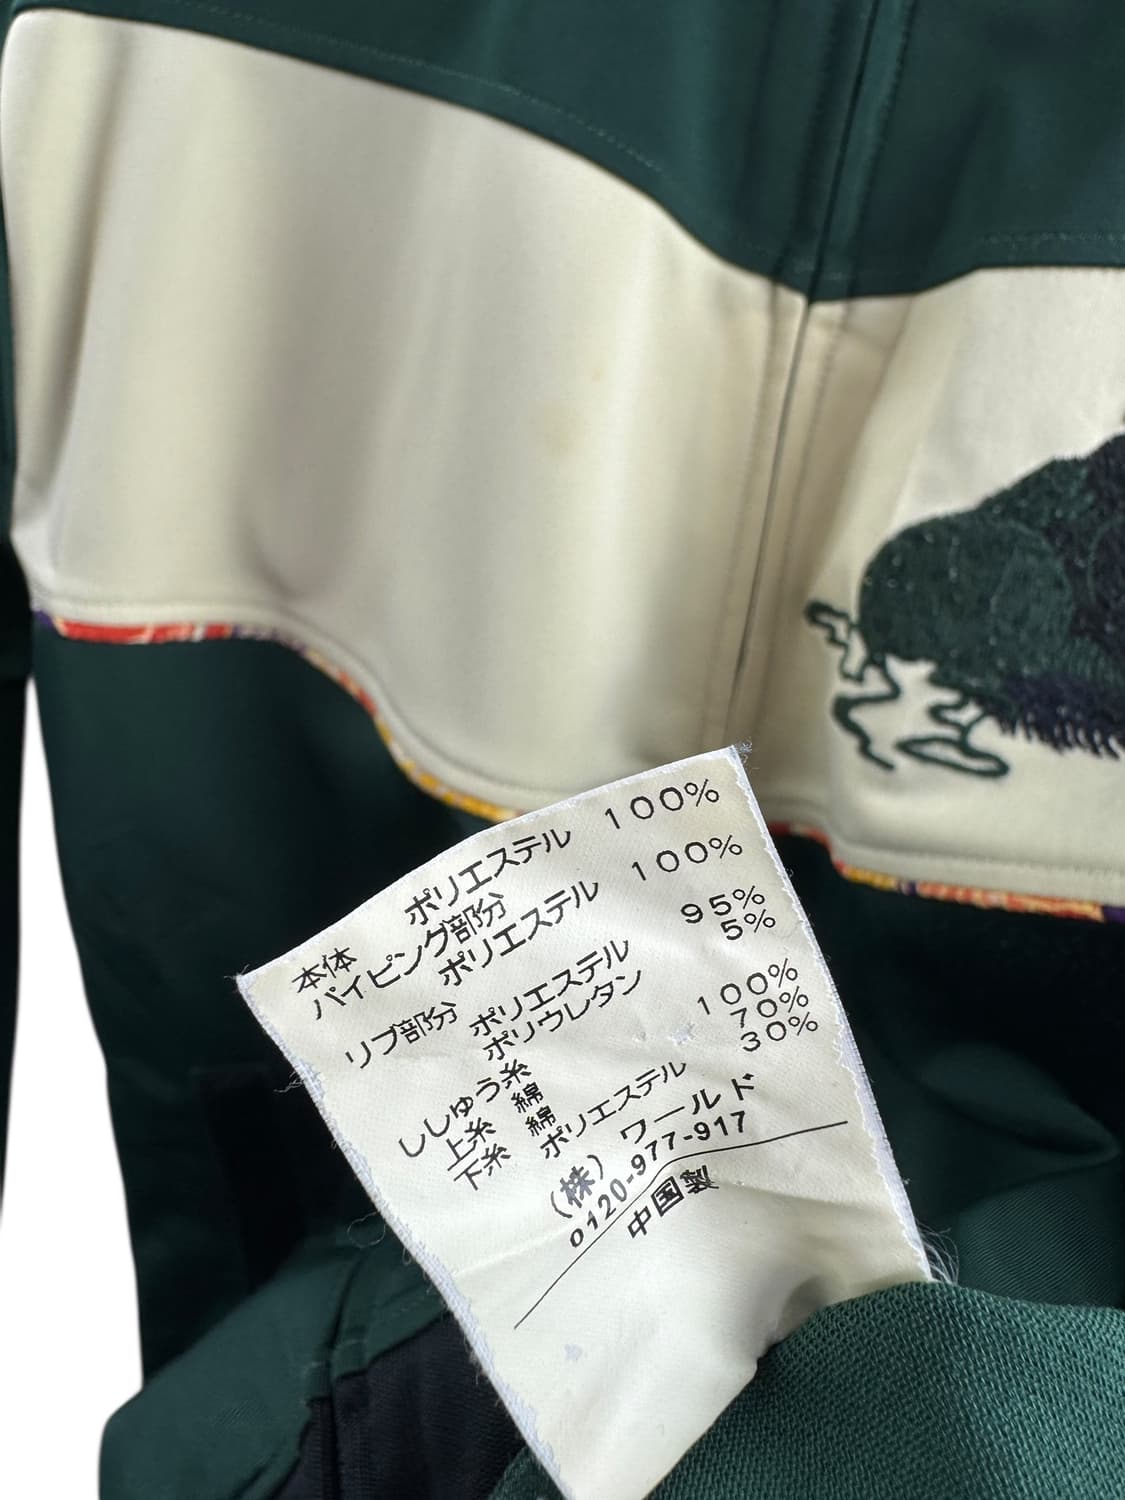 本体 ポリエステル 100%
パイピング部分
ポリエステル 100%
リブ部分 ポリエステル 95%
ポリウレタン 5%
ししゅう糸
上糸 綿 100%
下糸 綿 70%
ポリエステル 30%
(株) ワールド
0120-977-917
中国製